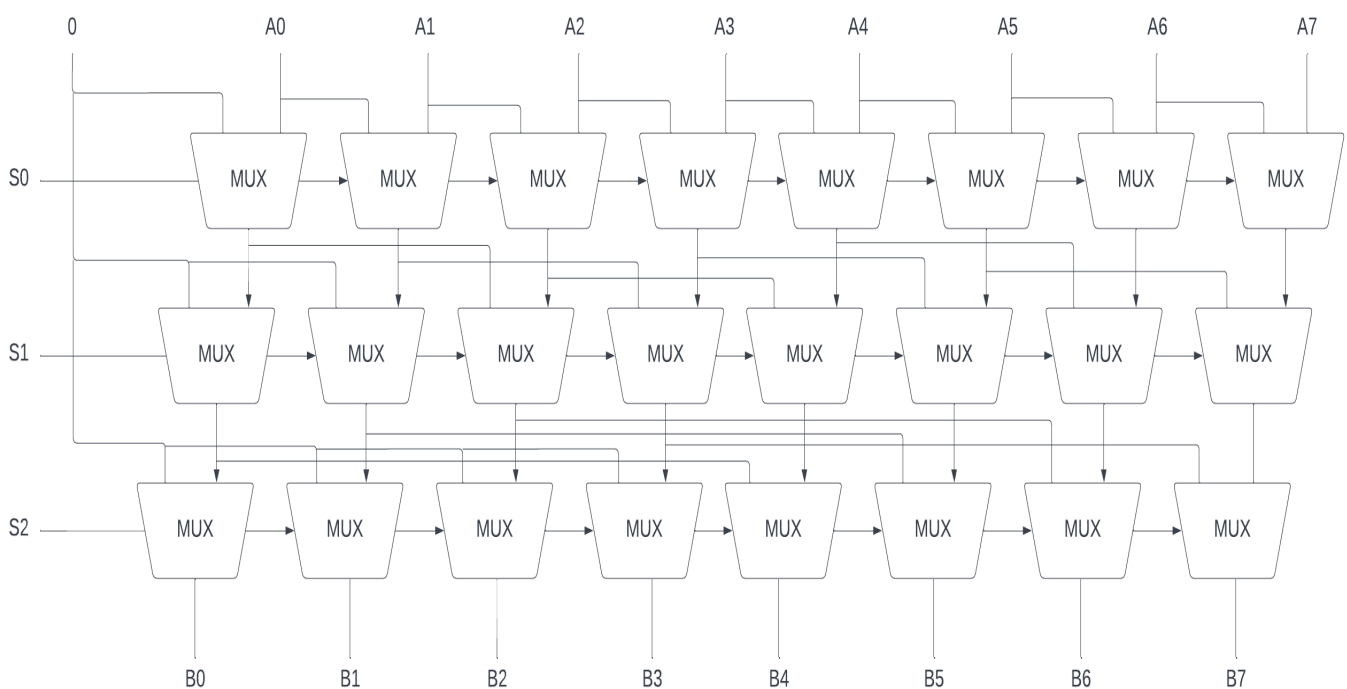 0 A0 A1 A2 A3 A4 A5 A6 A7
S0 MUX MUX MUX MUX MUX MUX MUX MUX
S1 MUX MUX MUX MUX MUX MUX MUX MUX
S2 MUX MUX MUX MUX MUX MUX MUX MUX
B0 B1 B2 B3 B4 B5 B6 B7